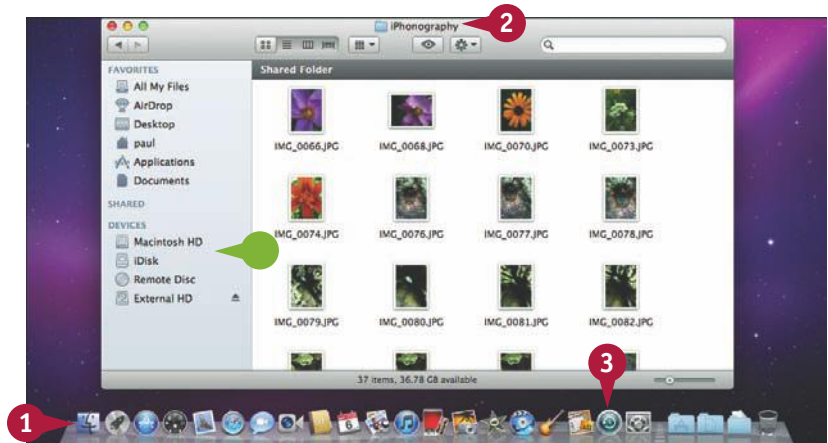 iPhonography
2
FAVORITES
All My Files
AirDrop
Desktop
paul
Applications
Documents
SHARED
DEVICES
Macintosh HD
iDisk
Remote Disc
External HD
Shared Folder
IMG_0066.JPG IMG_0068.JPG IMG_0070.JPG IMG_0073.JPG
IMG_0074.JPG IMG_0076.JPG IMG_0077.JPG IMG_0078.JPG
IMG_0079.JPG IMG_0080.JPG IMG_0081.JPG IMG_0082.JPG
37 items, 36.78 GB available
3
1
6